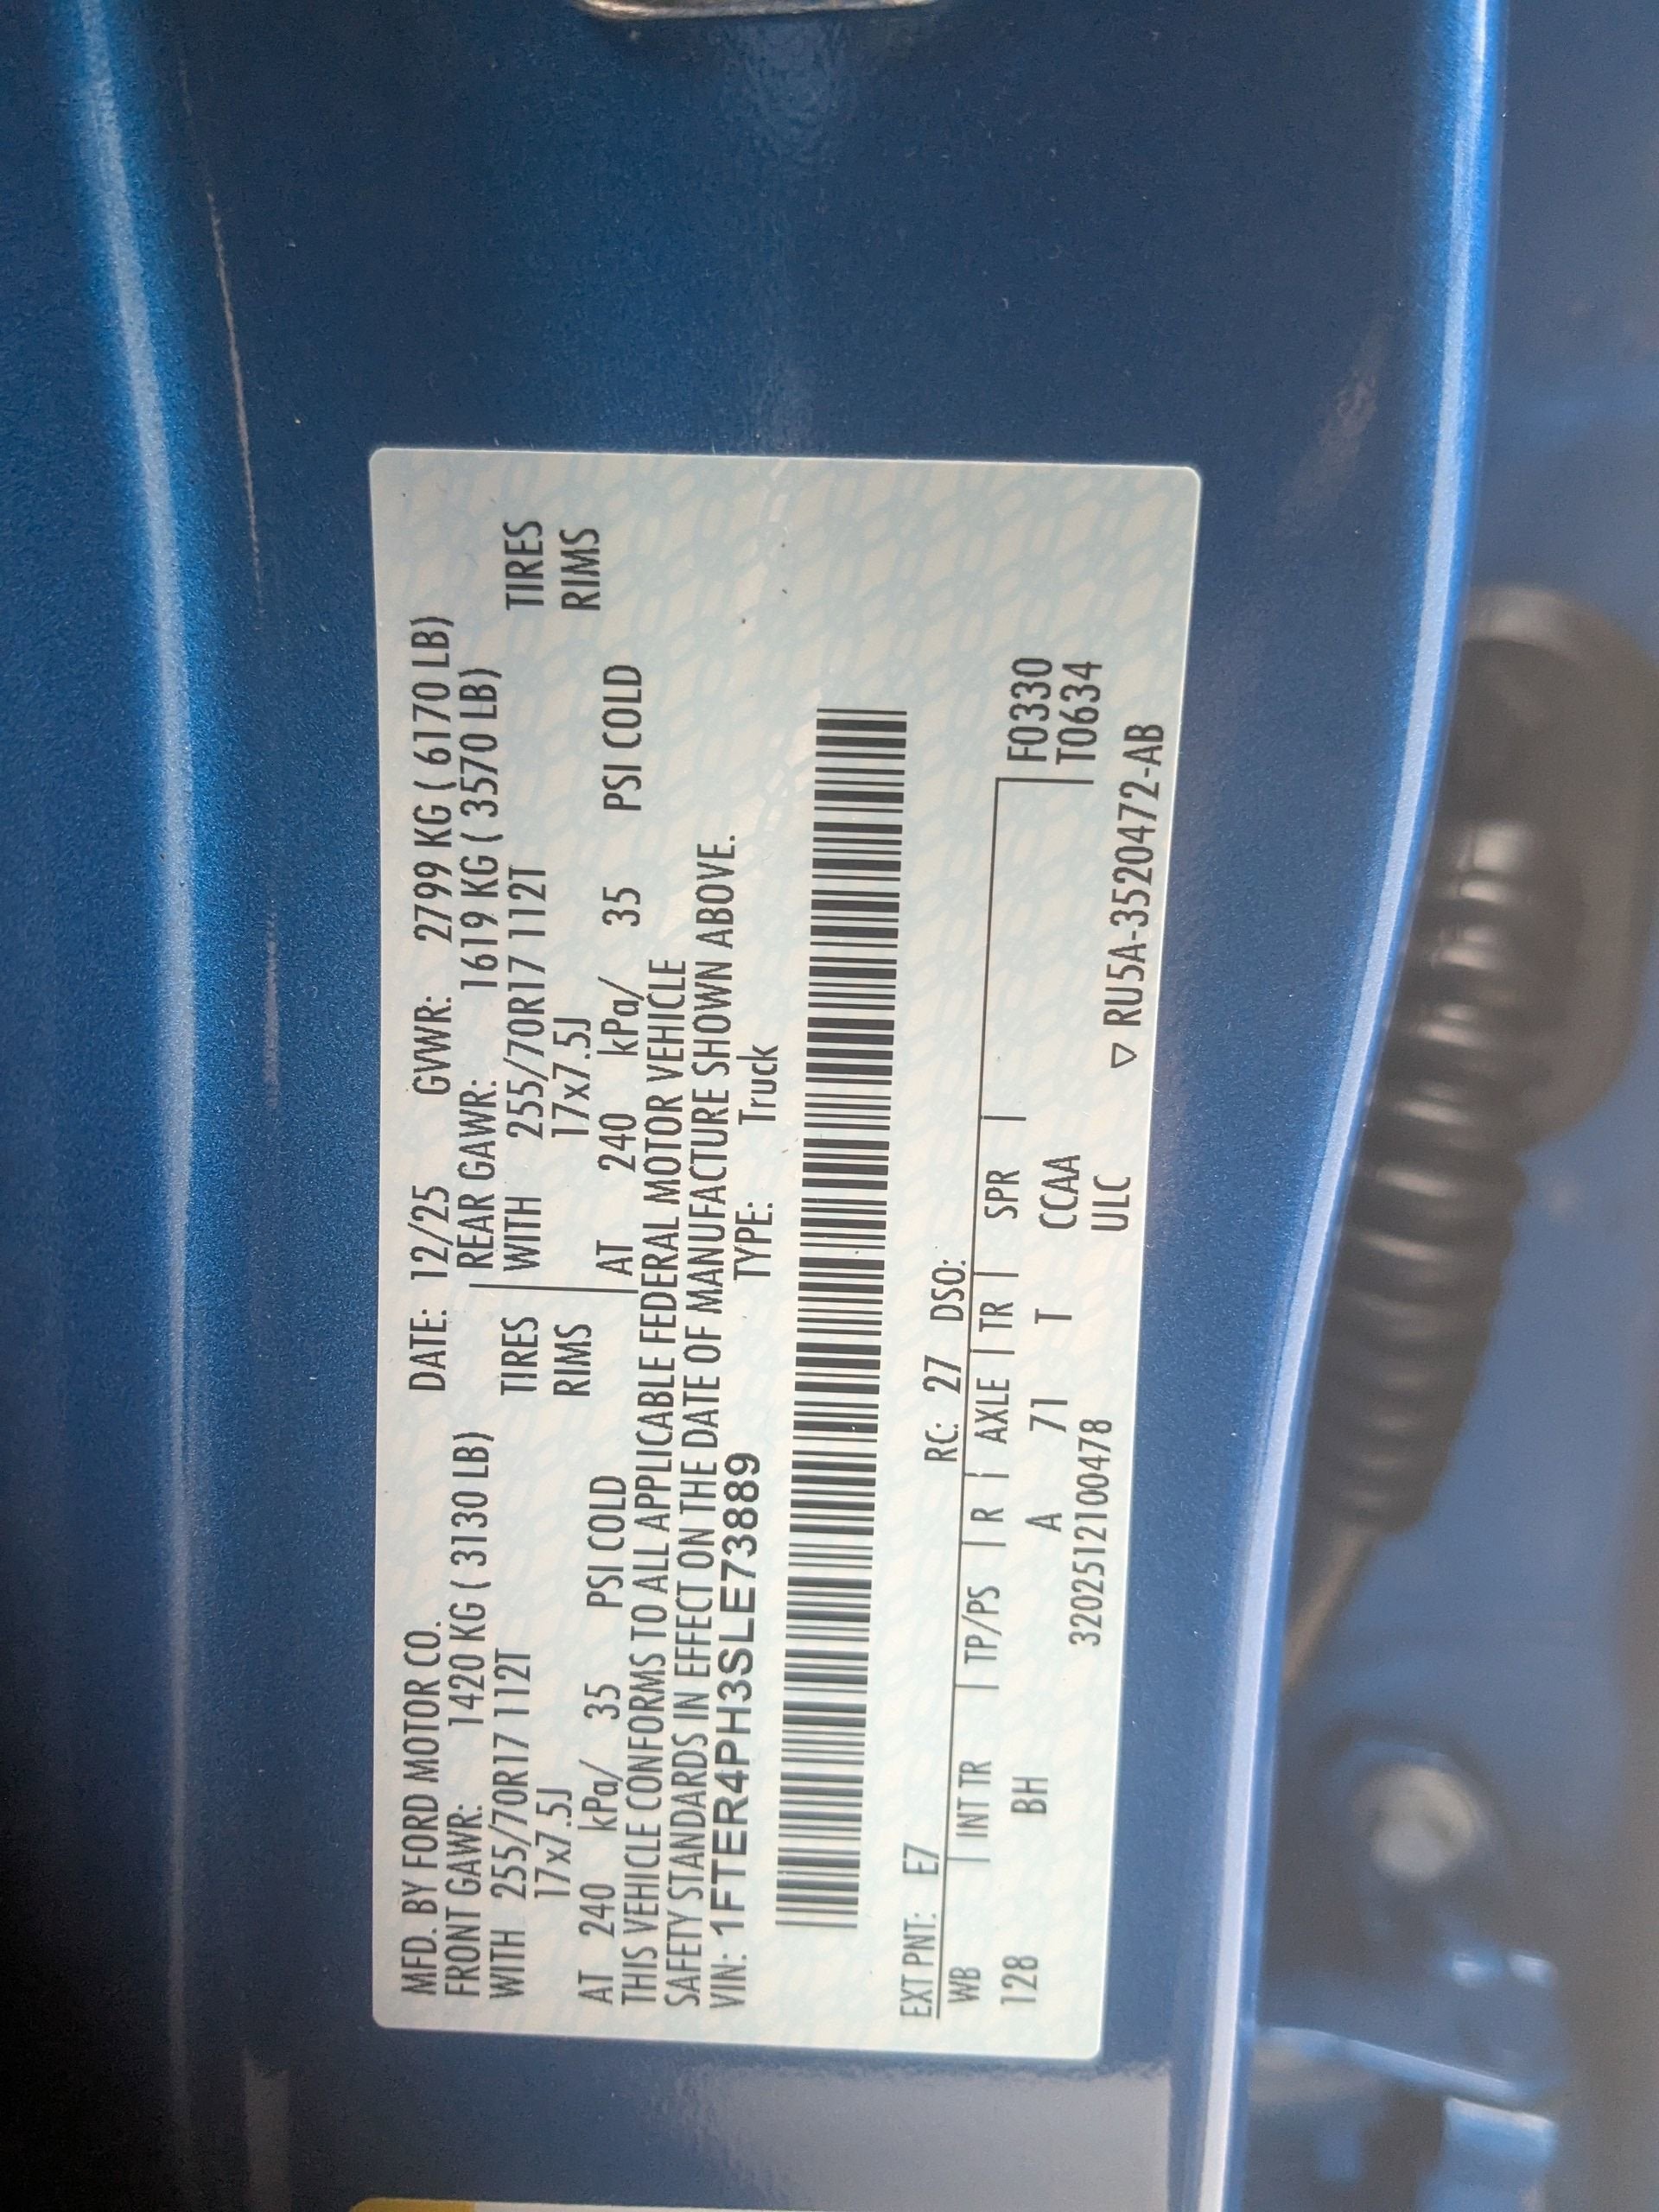 MFD. BY FORD MOTOR CO. DATE: 12/25 GVWR: 2799 KG ( 6170 LB)
FRONT GAWR: 1420 KG ( 3130 LB) REAR GAWR: 1619 KG ( 3570 LB)
WITH 255/70R17 112T TIRES WITH 255/70R17 112T TIRES
17x7.5J RIMS 17x7.5J RIMS
AT 240 kPa/ 35 PSI COLD AT 240 kPa/ 35 PSI COLD
THIS VEHICLE CONFORMS TO ALL APPLICABLE FEDERAL MOTOR VEHICLE
SAFETY STANDARDS IN EFFECT ON THE DATE OF MANUFACTURE SHOWN ABOVE.
VIN: 1FTER4PH3SLE73889 TYPE: Truck
EXT PNT: E7 RC: 27 DSO:
WB INT TR TP/PS R AXLE TR SPR F0330
128 BH A 71 T CCAA T0634
3202512100478 ULC
▽ RU5A-3520472-AB